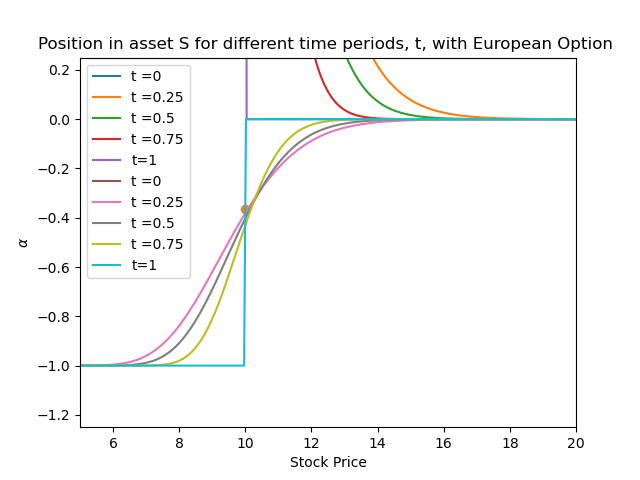 Position in asset S for different time periods, t, with European Option
0.2
0.0
−0.2
−0.4
−0.6
−0.8
−1.0
−1.2
α
t =0
t =0.25
t =0.5
t =0.75
t=1
t =0
t =0.25
t =0.5
t =0.75
t=1
6 8 10 12 14 16 18 20
Stock Price